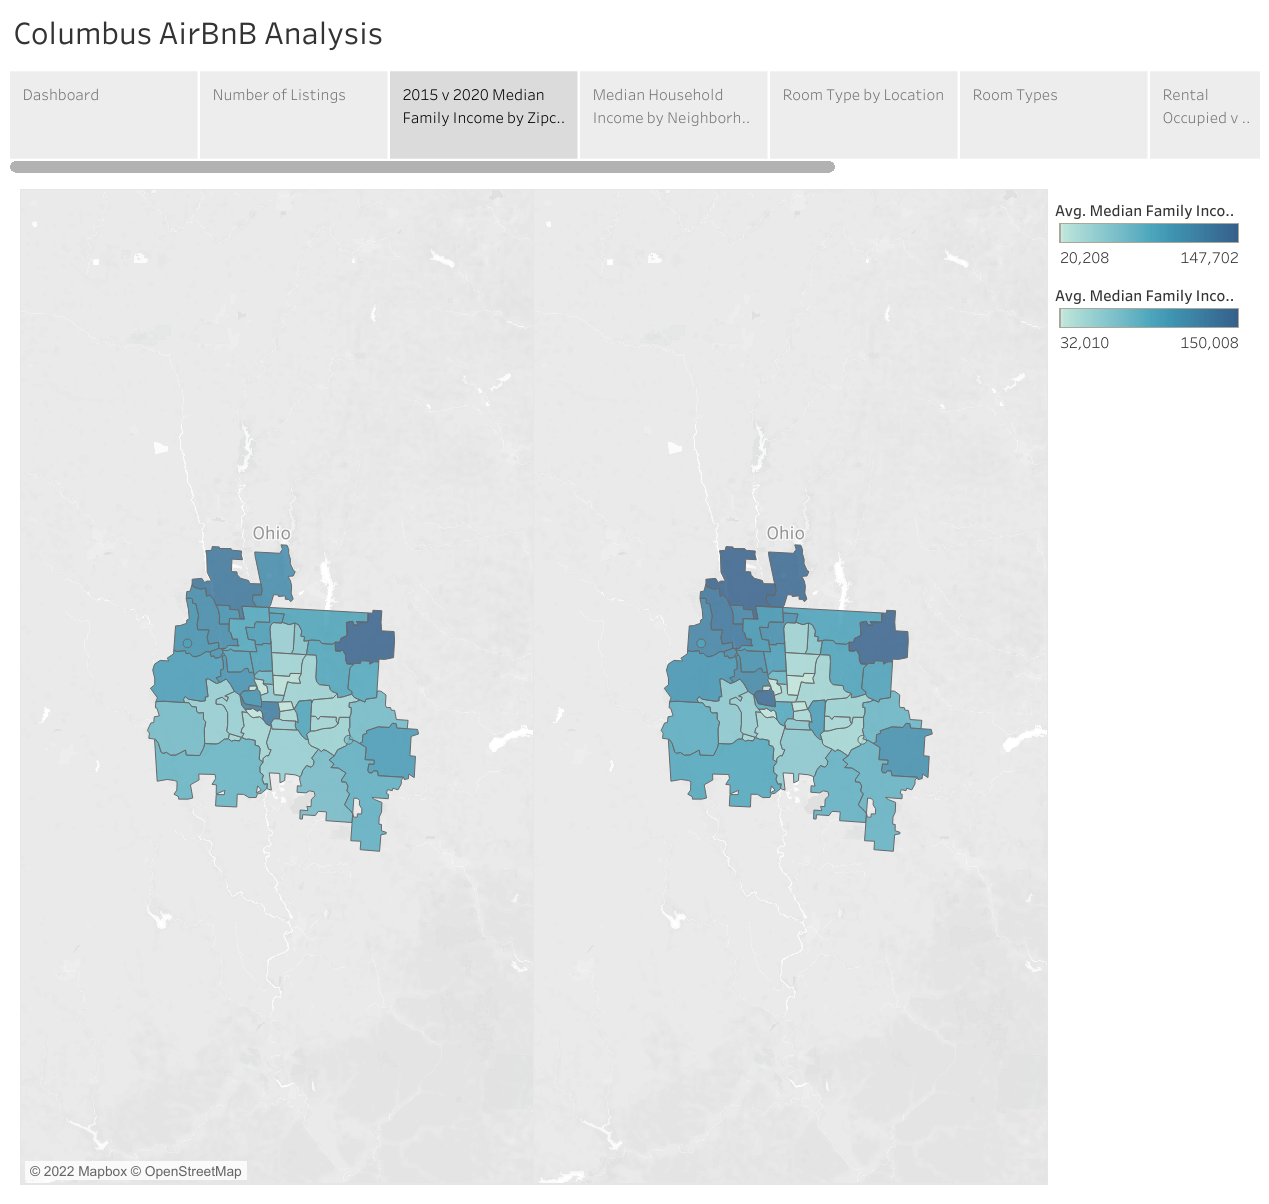 Columbus AirBnB Analysis
Dashboard
Number of Listings
2015 v 2020 Median
Family Income by Zipc..
Median Household
Income by Neighborh..
Room Type by Location
Room Types
Rental
Occupied v ..
Avg. Median Family Inco..
20,208 147,702
Avg. Median Family Inco..
32,010 150,008
Ohio
Ohio
© 2022 Mapbox © OpenStreetMap